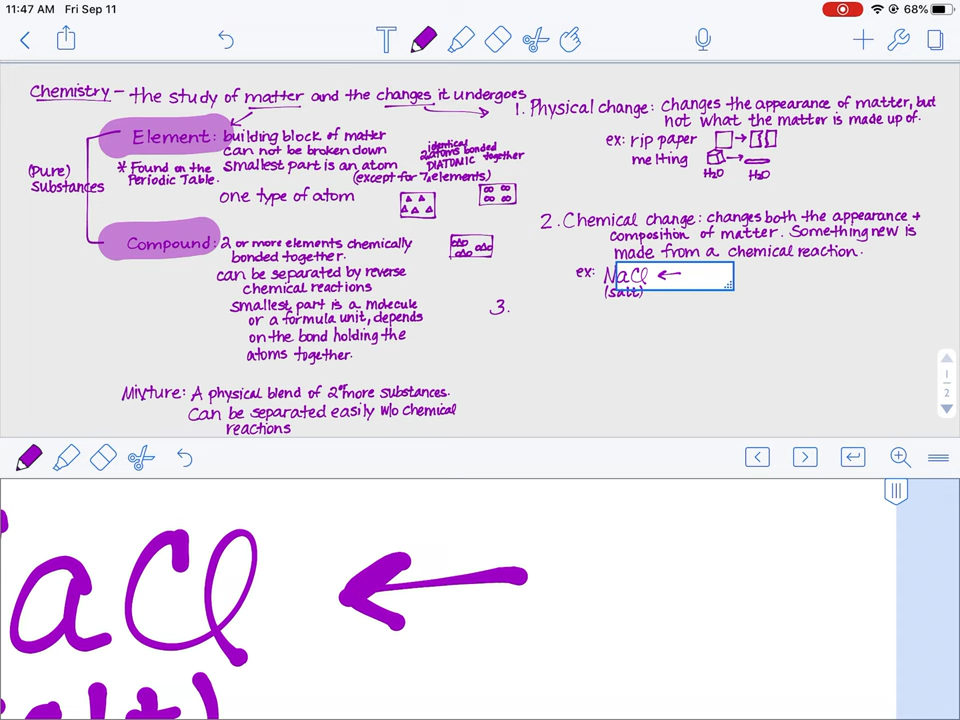 11:47 AM Fri Sep 11
68%
T
Chemistry – the study of matter and the changes it undergoes
Element: building block of matter
can not be broken down
smallest part is an atom
(except for 7 elements)
identical
2 atoms bonded
DIATONIC together
* Found on the
Periodic Table.
one type of atom
(Pure)
Substances
Compound: 2 or more elements chemically
bonded together.
can be separated by reverse
chemical reactions
smallest part is a molecule
or a formula unit, depends
on the bond holding the
atoms together.
Mixture: A physical blend of 2 or more substances.
Can be separated easily w/o chemical
reactions
1. Physical change: changes the appearance of matter, but
not what the matter is made up of.
ex: rip paper
melting
H2O H2O
2. Chemical change: changes both the appearance +
composition of matter. Something new is
made from a chemical reaction.
ex: NaCl ←
(salt)
3.
1
2
aCl ←
alt)